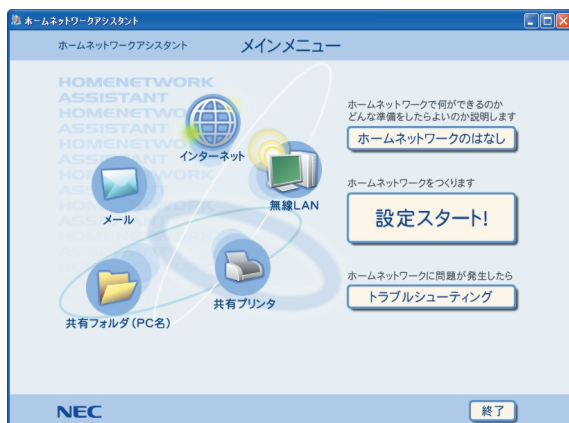 ホームネットワークアシスタント
ホームネットワークアシスタント
メインメニュー
HOMENETWORK
ASSISTANT
HOMENETWO
ASSISTANT
HOMENETWO
インターネット
メール
無線LAN
共有プリンタ
共有フォルダ(PC名)
ホームネットワークで何ができるのか
どんな準備をしたらよいのか説明します
ホームネットワークのはなし
ホームネットワークをつくります
設定スタート!
ホームネットワークに問題が発生したら
トラブルシューティング
NEC
終了